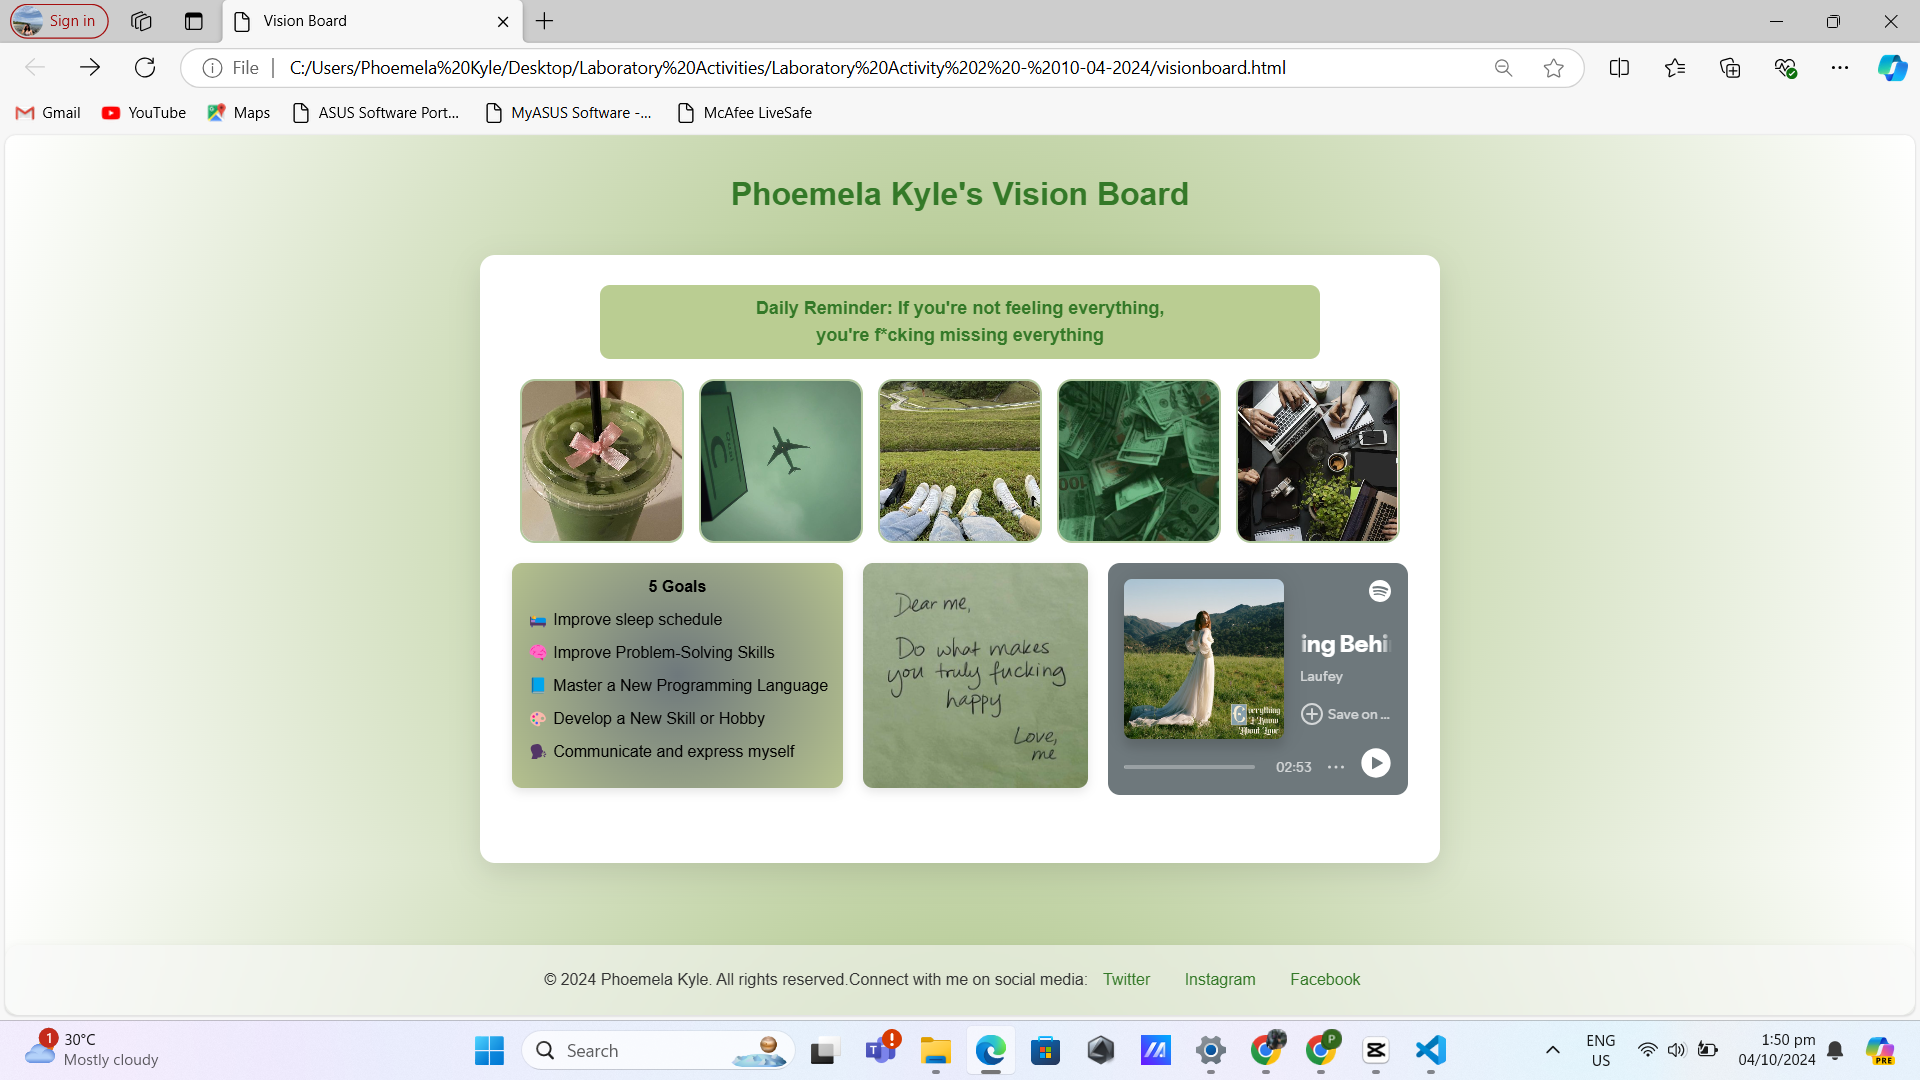 Sign in
Vision Board
File
C:/Users/Phoemela%20Kyle/Desktop/Laboratory%20Activities/Laboratory%20Activity%202%20-%2010-04-2024/visionboard.html
Gmail
YouTube
Maps
ASUS Software Port...
MyASUS Software -...
McAfee LiveSafe
Phoemela Kyle's Vision Board
Daily Reminder: If you're not feeling everything,
you're f*cking missing everything
100
5 Goals
Improve sleep schedule
Improve Problem-Solving Skills
Master a New Programming Language
Develop a New Skill or Hobby
Communicate and express myself
Dear me,
Do what makes
you truly fucking
happy
Love,
me
Everything
I Know
About Love
ing Behi
Laufey
Save on ...
02:53
© 2024 Phoemela Kyle. All rights reserved.Connect with me on social media: Twitter Instagram Facebook
1
30°C
Mostly cloudy
Search
P
ENG
US
1:50 pm
04/10/2024
PRE